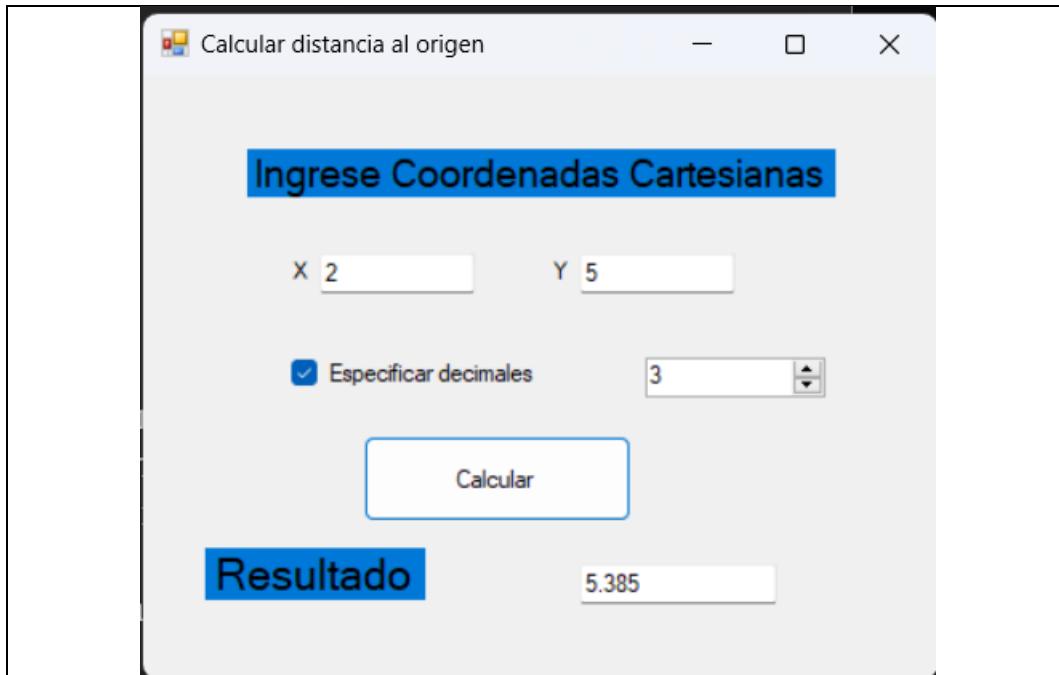 Calcular distancia al origen
Ingrese Coordenadas Cartesianas
X 2 Y 5
Especificar decimales 3
Calcular
Resultado 5.385